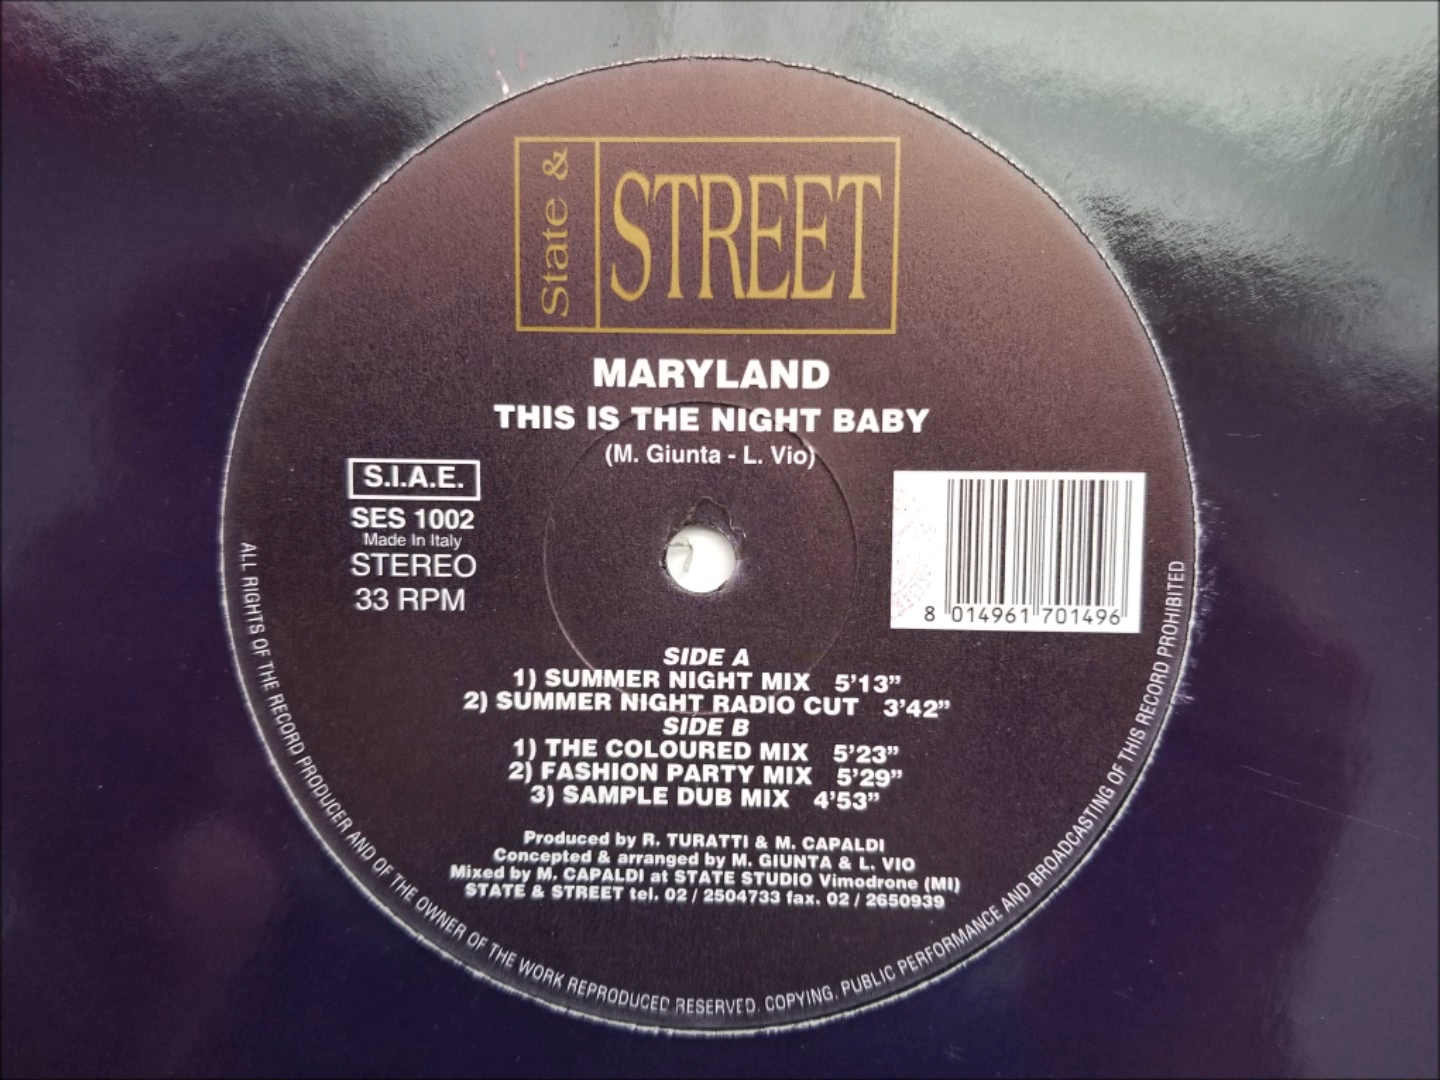 State & STREET
MARYLAND
THIS IS THE NIGHT BABY
(M. Giunta - L. Vio)
S.I.A.E.
SES 1002
Made In Italy
STEREO
33 RPM
8 014961 701496
SIDE A
1) SUMMER NIGHT MIX 5'13”
2) SUMMER NIGHT RADIO CUT 3'42”
SIDE B
1) THE COLOURED MIX 5'23”
2) FASHION PARTY MIX 5'29”
3) SAMPLE DUB MIX 4'53”
Produced by R. TURATTI & M. CAPALDI
Concepted & arranged by M. GIUNTA & L. VIO
Mixed by M. CAPALDI at STATE STUDIO Vimodrone (MI)
STATE & STREET tel. 02 / 2504733 fax. 02 / 2650939
ALL RIGHTS OF THE RECORD PRODUCER AND OF THE OWNER OF THE WORK REPRODUCED RESERVED. COPYING, PUBLIC PERFORMANCE AND BROADCASTING OF THIS RECORD PROHIBITED